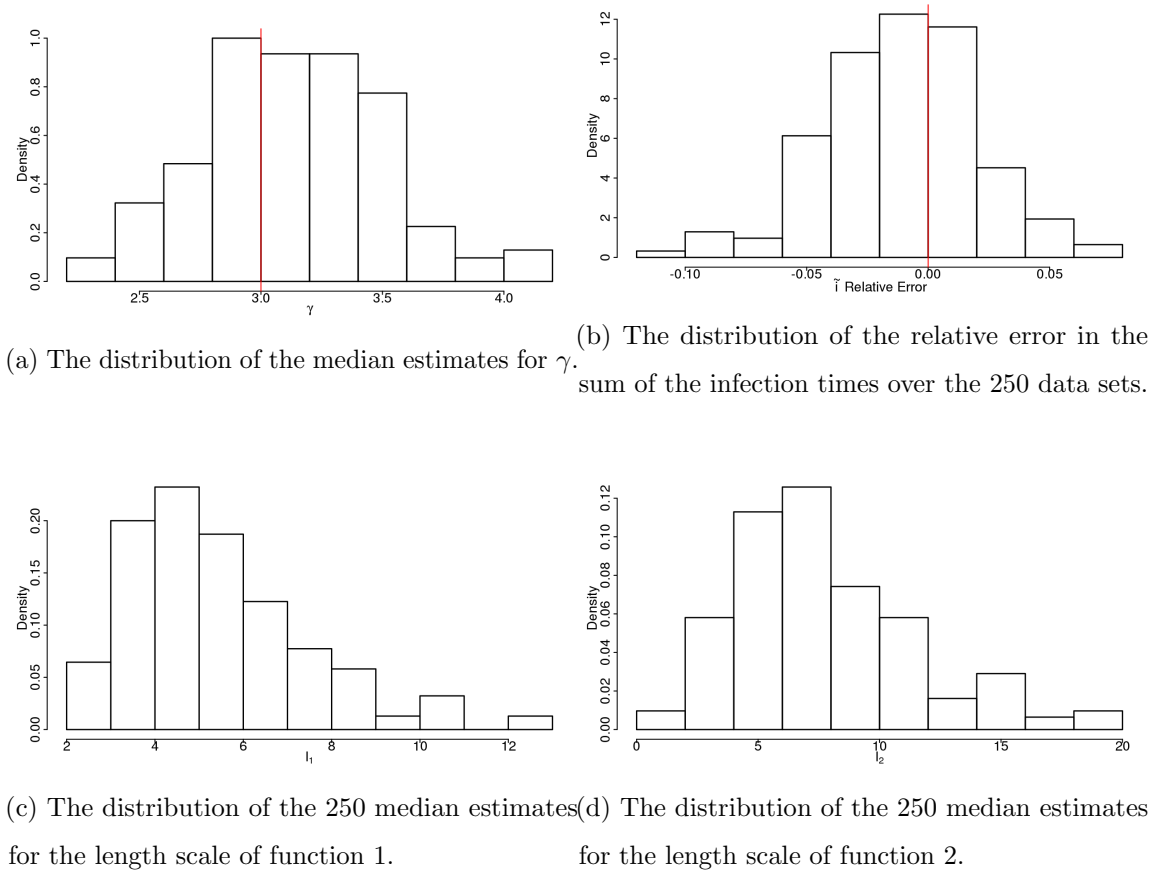 Density
0.0 0.2 0.4 0.6 0.8 1.0
2.5 3.0 3.5 4.0
γ
(a) The distribution of the median estimates for γ.
Density
0 2 4 6 8 10 12
-0.10 -0.05 0.00 0.05
ĩ Relative Error
(b) The distribution of the relative error in the
sum of the infection times over the 250 data sets.
Density
0.00 0.05 0.10 0.15 0.20
2 4 6 8 10 12
l₁
(c) The distribution of the 250 median estimates
for the length scale of function 1.
Density
0.00 0.02 0.04 0.06 0.08 0.10 0.12
0 5 10 15 20
l₂
(d) The distribution of the 250 median estimates
for the length scale of function 2.